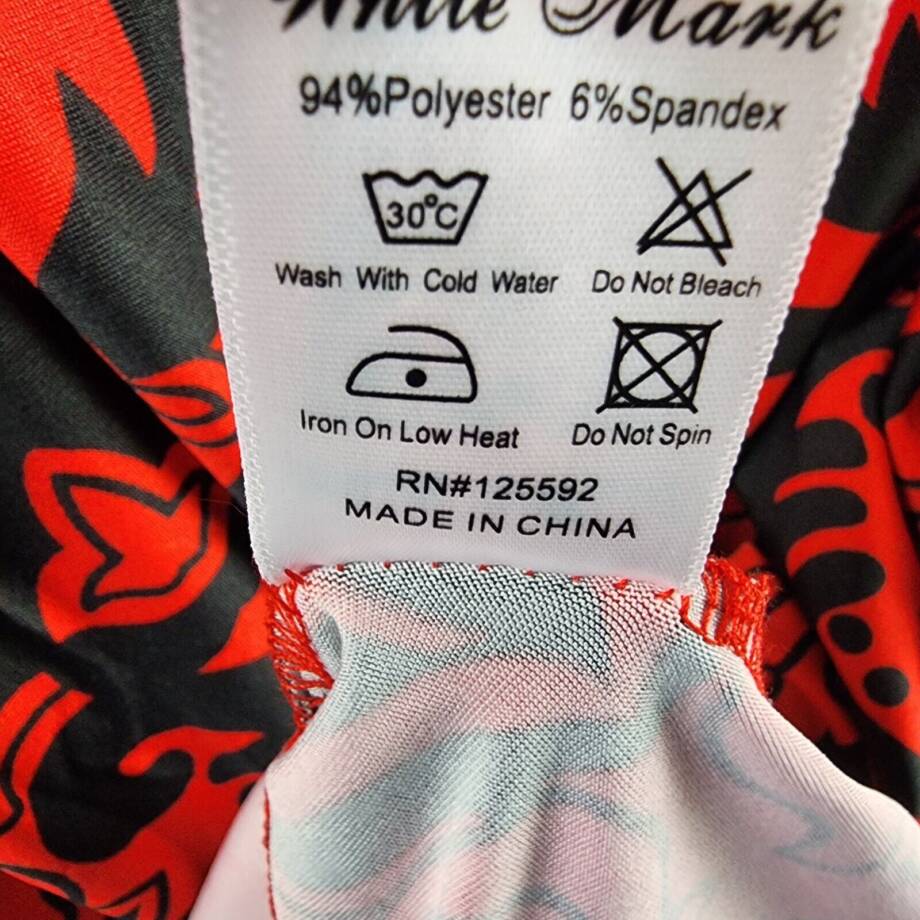 White Mark
94%Polyester 6%Spandex
30°C
Wash With Cold Water Do Not Bleach
Iron On Low Heat Do Not Spin
RN#125592
MADE IN CHINA